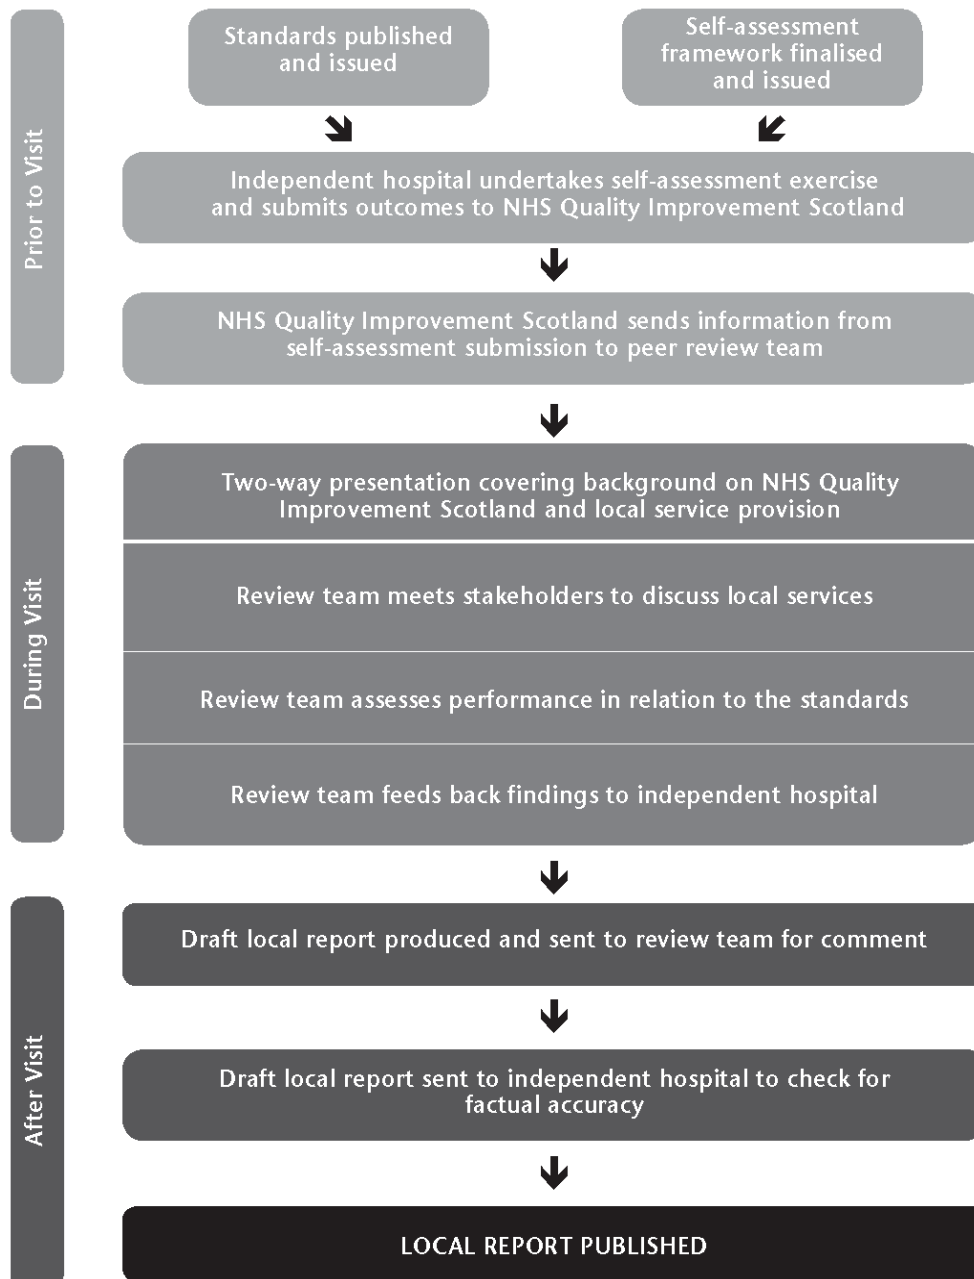 Prior to Visit
Standards published
and issued
Self-assessment
framework finalised
and issued
Independent hospital undertakes self-assessment exercise
and submits outcomes to NHS Quality Improvement Scotland
NHS Quality Improvement Scotland sends information from
self-assessment submission to peer review team
During Visit
Two-way presentation covering background on NHS Quality
Improvement Scotland and local service provision
Review team meets stakeholders to discuss local services
Review team assesses performance in relation to the standards
Review team feeds back findings to independent hospital
After Visit
Draft local report produced and sent to review team for comment
Draft local report sent to independent hospital to check for
factual accuracy
LOCAL REPORT PUBLISHED